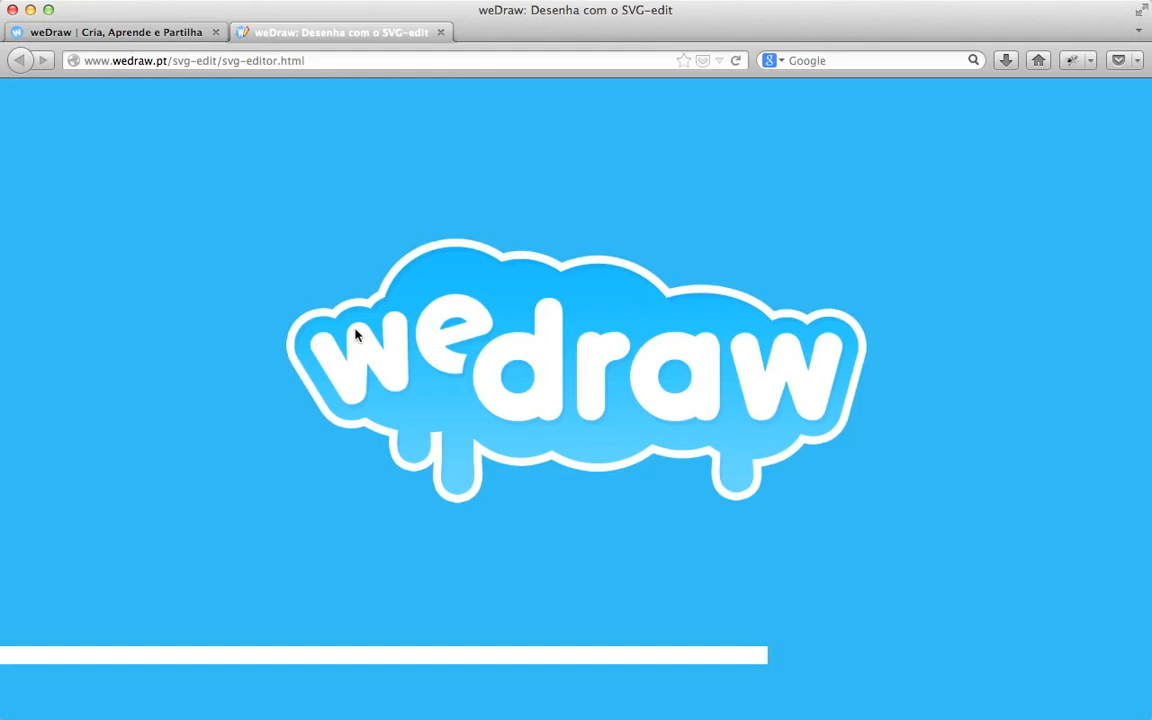 weDraw: Desenha com o SVG-edit
weDraw | Cria, Aprende e Partilha
weDraw: Desenha com o SVG-edit
www.wedraw.pt/svg-edit/svg-editor.html
8
Google
wedraw